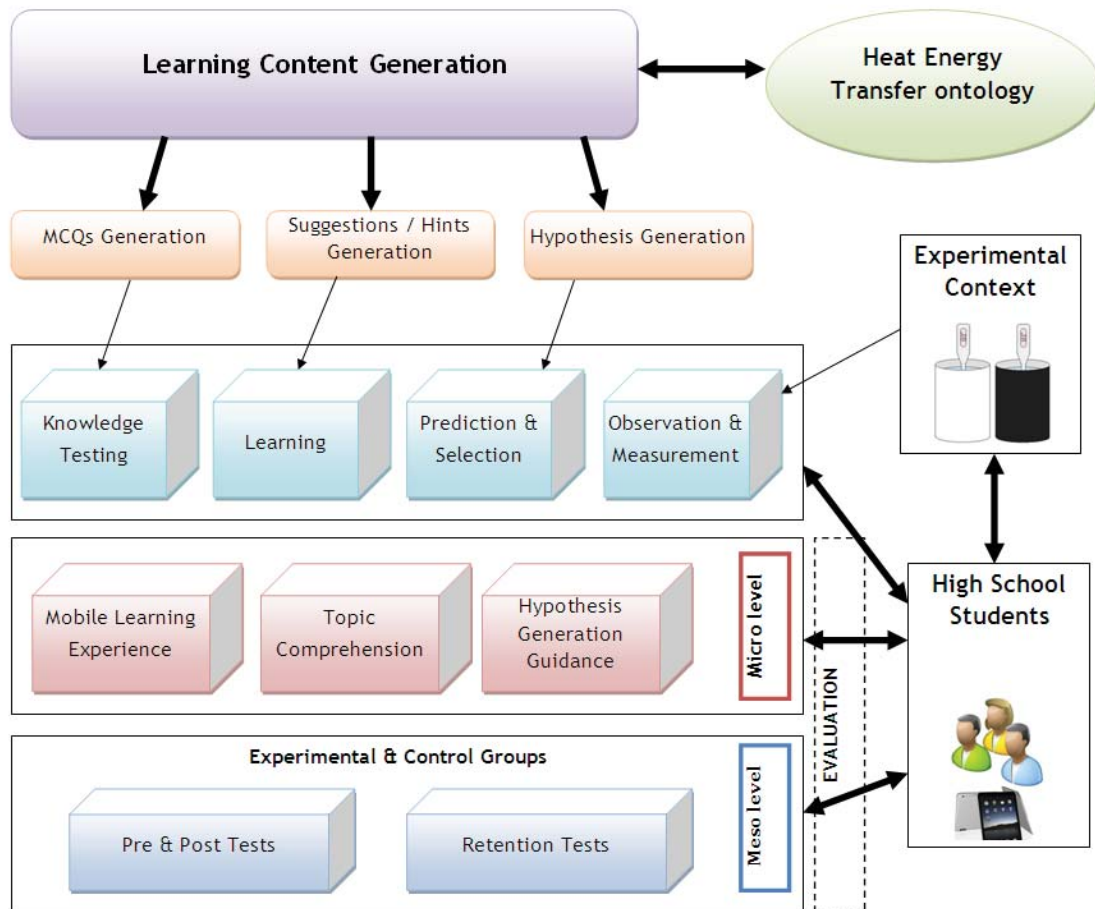 Learning Content Generation
Heat Energy
Transfer ontology
MCQs Generation
Suggestions / Hints
Generation
Hypothesis Generation
Experimental
Context
Knowledge
Testing
Learning
Prediction &
Selection
Observation &
Measurement
Mobile Learning
Experience
Topic
Comprehension
Hypothesis
Generation
Guidance
Micro level
EVALUATION
High School
Students
Experimental & Control Groups
Pre & Post Tests
Retention Tests
Meso level